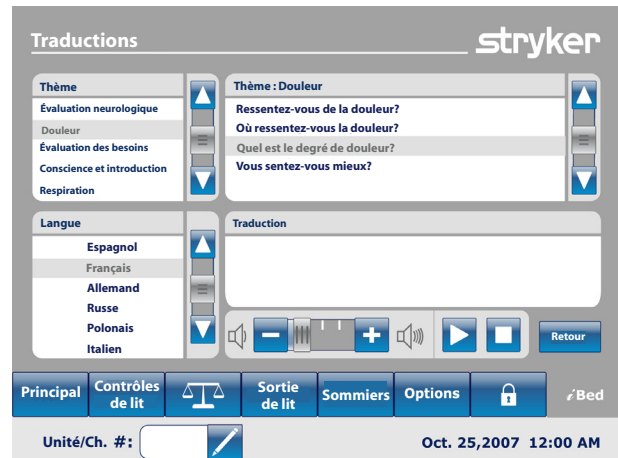 Traductions
stryker
Thème
Évaluation neurologique
Douleur
Évaluation des besoins
Conscience et introduction
Respiration
Thème : Douleur
Ressentez-vous de la douleur?
Où ressentez-vous la douleur?
Quel est le degré de douleur?
Vous sentez-vous mieux?
Langue
Espagnol
Français
Allemand
Russe
Polonais
Italien
Traduction
Retour
Principal
Contrôles
de lit
Sortie
de lit
Sommiers
Options
iBed
Unité/Ch. #:
Oct. 25,2007 12:00 AM